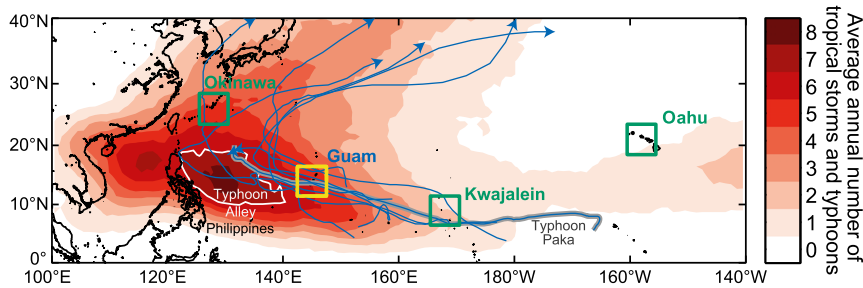 40°N
30°N
20°N
10°N
0°
100°E
120°E
140°E
160°E
180°W
160°W
140°W
Okinawa
Guam
Kwajalein
Oahu
Typhoon
Alley
Philippines
Typhoon
Paka
8
7
6
5
4
3
2
1
0
Average annual number of
tropical storms and typhoons